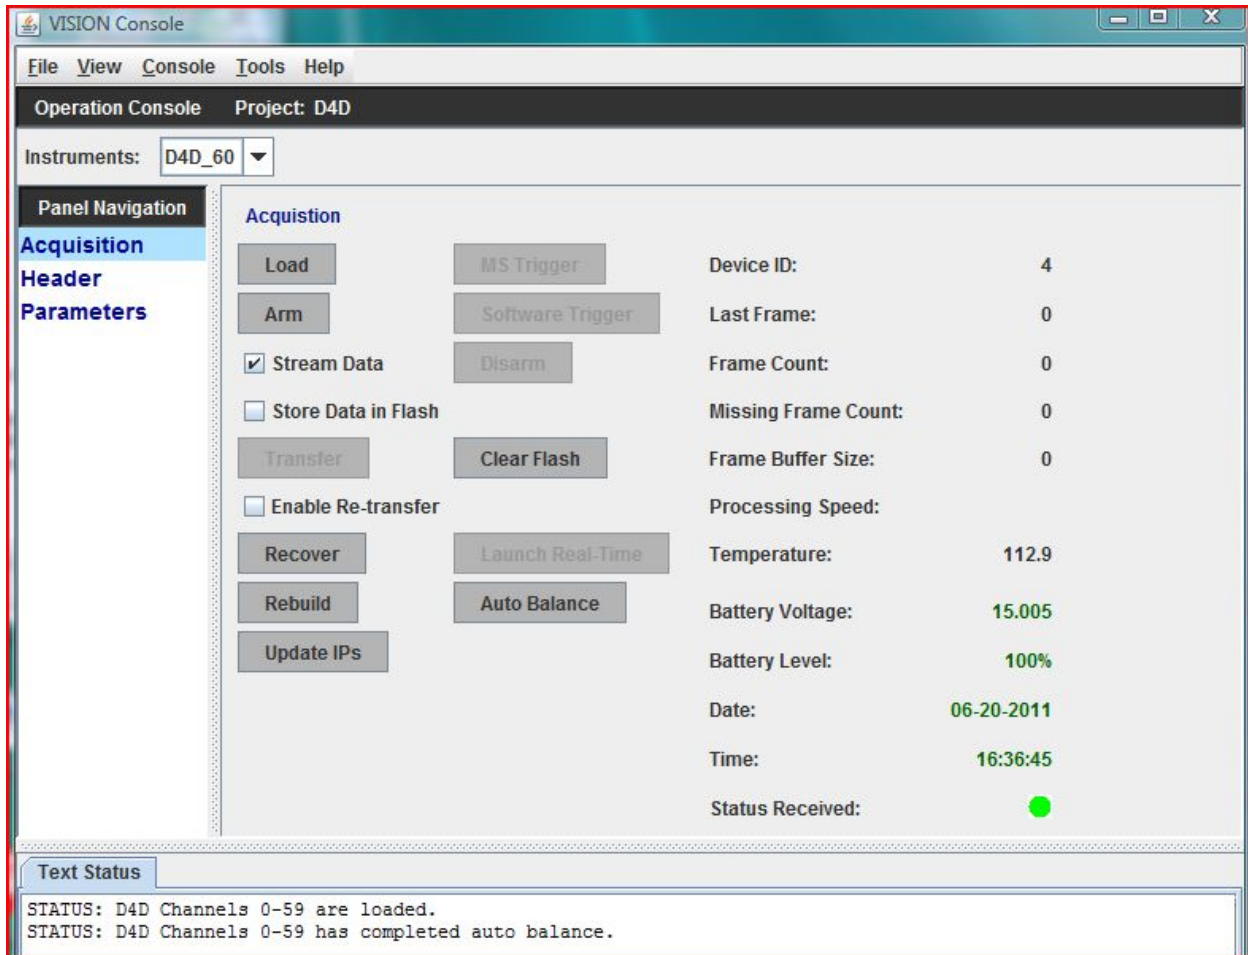 VISION Console
File View Console Tools Help
Operation Console Project: D4D
Instruments: D4D_60
Panel Navigation
Acquisition
Header
Parameters
Acquistion
Load MS Trigger Device ID: 4
Arm Software Trigger Last Frame: 0
Stream Data Disarm Frame Count: 0
Store Data in Flash Missing Frame Count: 0
Transfer Clear Flash Frame Buffer Size: 0
Enable Re-transfer Processing Speed:
Recover Launch Real-Time Temperature: 112.9
Rebuild Auto Balance Battery Voltage: 15.005
Update IPs Battery Level: 100%
Date: 06-20-2011
Time: 16:36:45
Status Received:
Text Status
STATUS: D4D Channels 0-59 are loaded.
STATUS: D4D Channels 0-59 has completed auto balance.